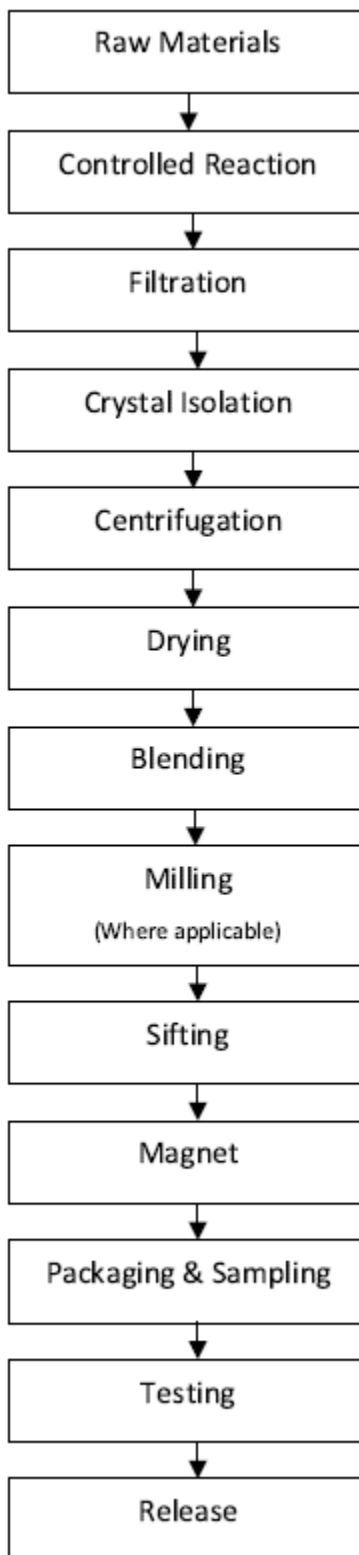 Raw Materials
Controlled Reaction
Filtration
Crystal Isolation
Centrifugation
Drying
Blending
Milling
(Where applicable)
Sifting
Magnet
Packaging & Sampling
Testing
Release